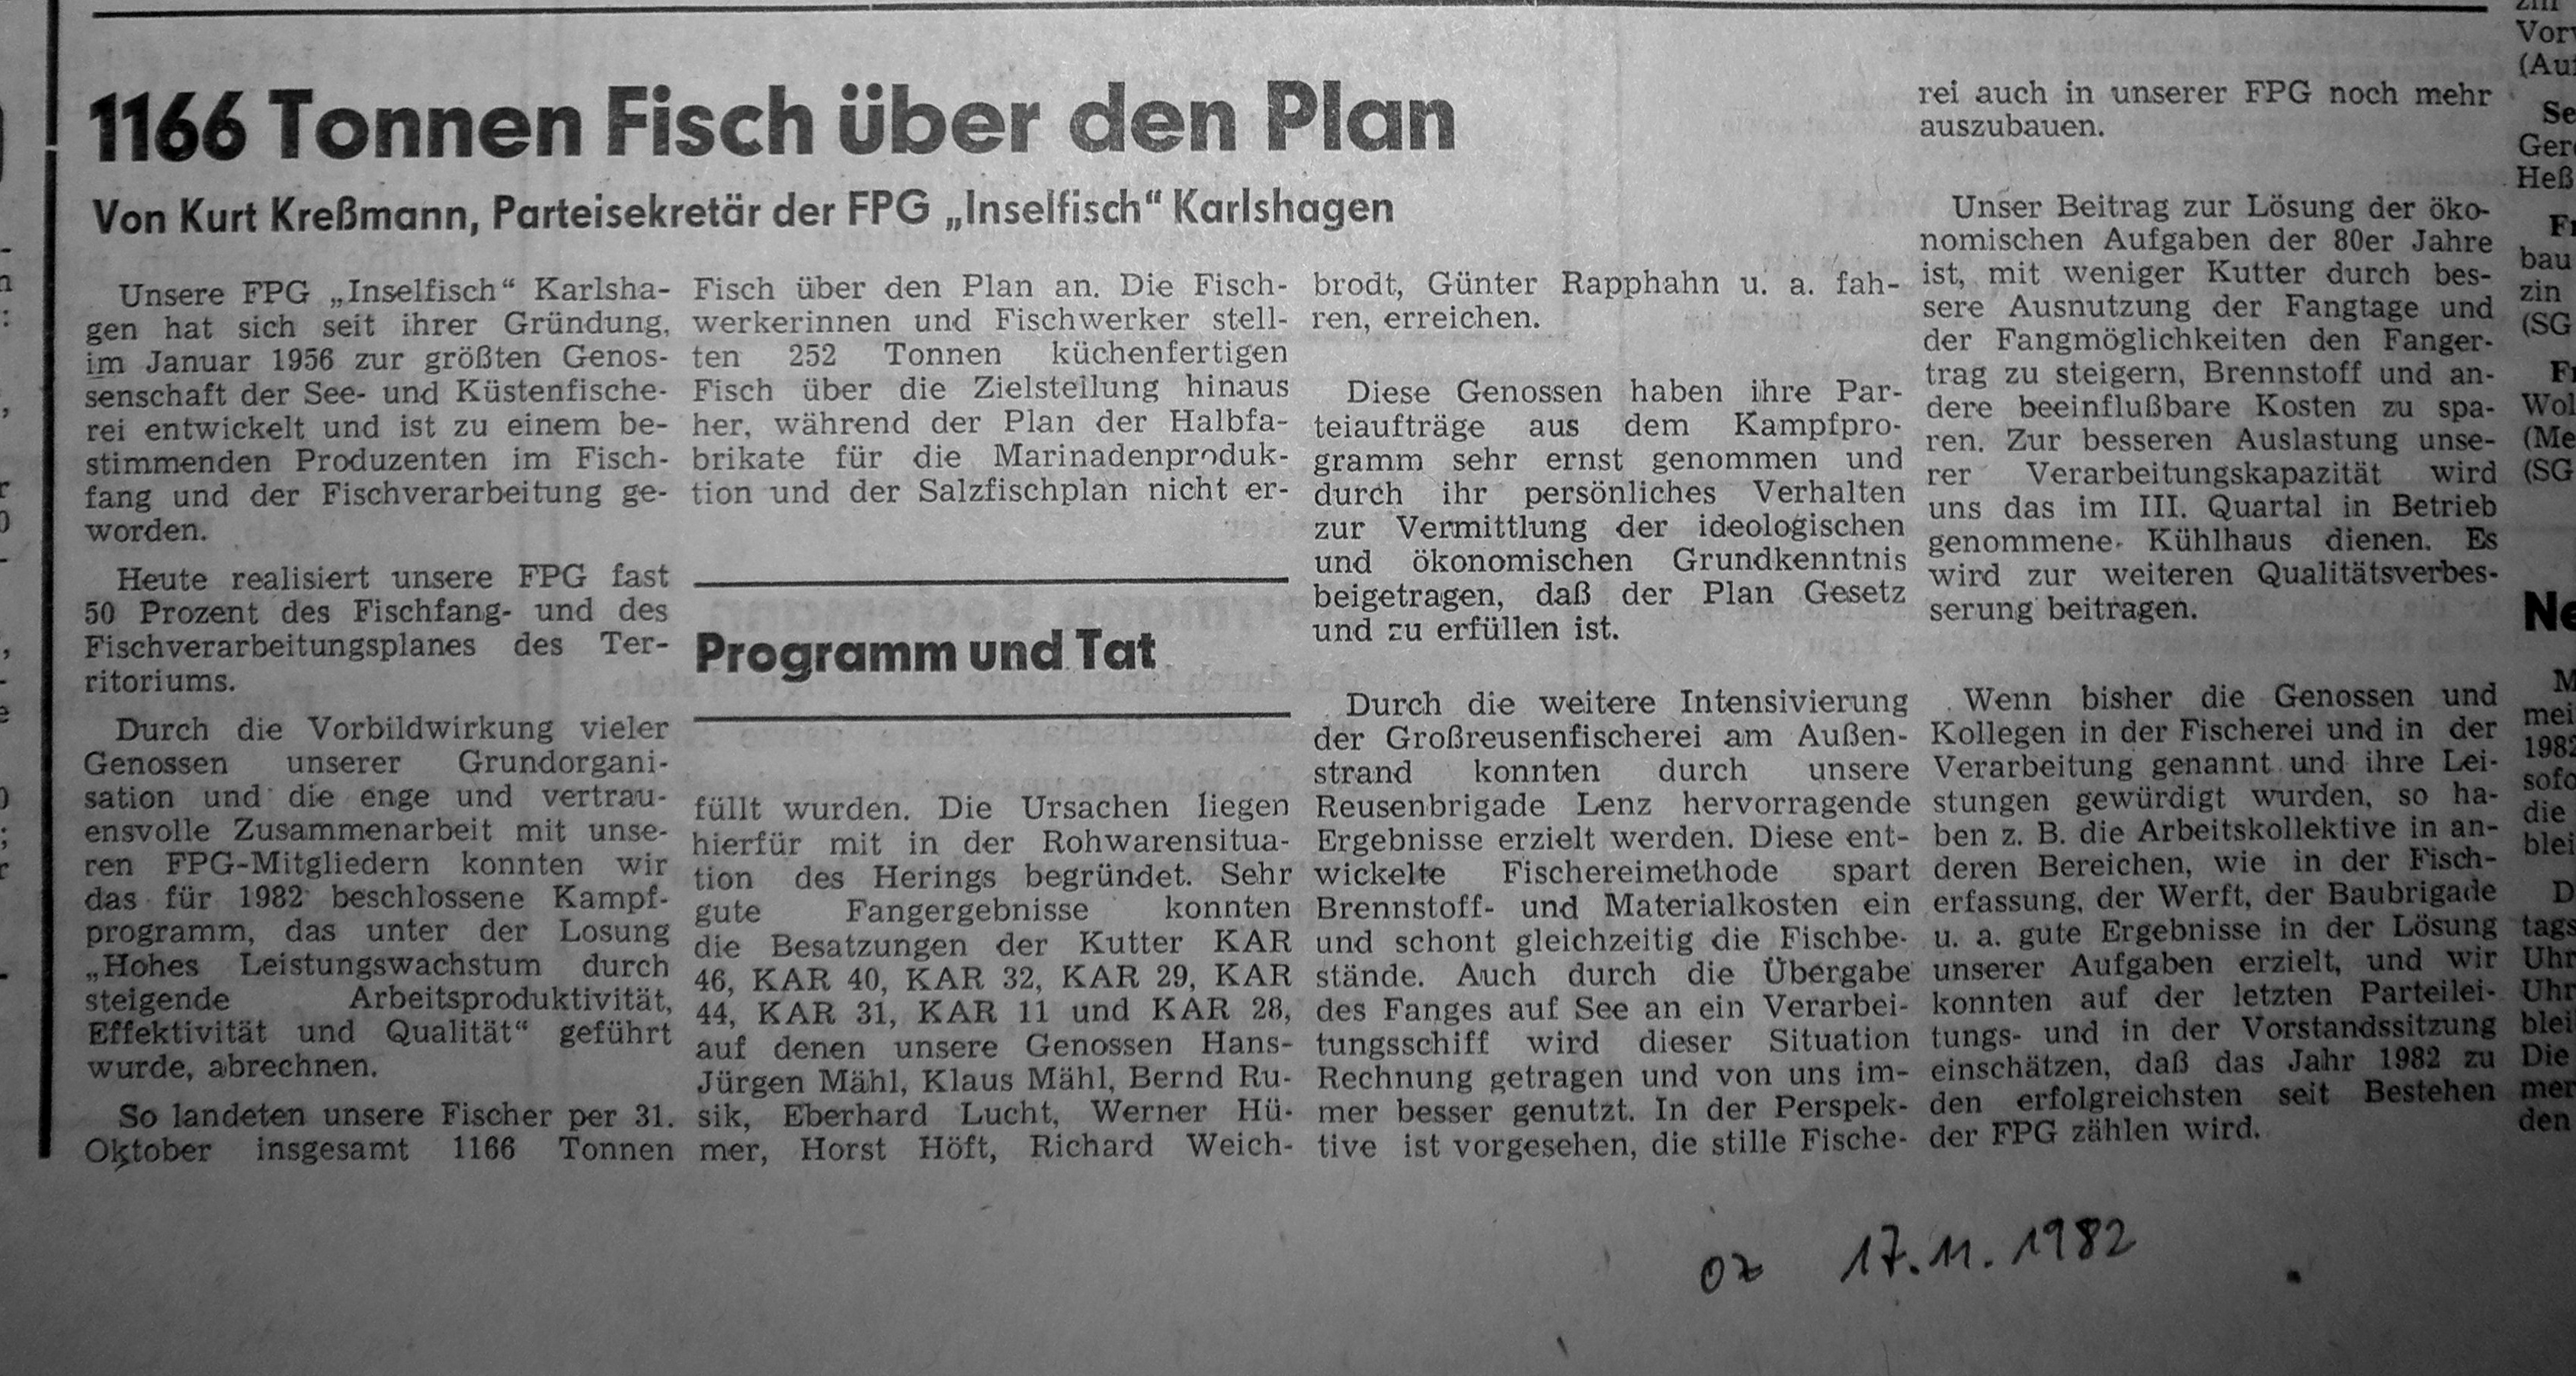 1166 Tonnen Fisch über den Plan
Von Kurt Kreßmann, Parteisekretär der FPG „Inselfisch“ Karlshagen
Unsere FPG „Inselfisch“ Karlsha-
gen hat sich seit ihrer Gründung,
im Januar 1956 zur größten Genos-
senschaft der See- und Küstenfische-
rei entwickelt und ist zu einem be-
stimmenden Produzenten im Fisch-
fang und der Fischverarbeitung ge-
worden.
Heute realisiert unsere FPG fast
50 Prozent des Fischfang- und des
Fischverarbeitungsplanes des Ter-
ritoriums.
Durch die Vorbildwirkung vieler
Genossen unserer Grundorgani-
sation und die enge und vertrau-
ensvolle Zusammenarbeit mit unse-
ren FPG-Mitgliedern konnten wir
das für 1982 beschlossene Kampf-
programm, das unter der Losung
„Hohes Leistungswachstum durch
steigende Arbeitsproduktivität,
Effektivität und Qualität“ geführt
wurde, abrechnen.
So landeten unsere Fischer per 31.
Oktober insgesamt 1166 Tonnen
Fisch über den Plan an. Die Fisch-
werkerinnen und Fischwerker stell-
ten 252 Tonnen küchenfertigen
Fisch über die Zielstellung hinaus
her, während der Plan der Halbfa-
brikate für die Marinadenproduk-
tion und der Salzfischplan nicht er-
Programm und Tat
füllt wurden. Die Ursachen liegen
hierfür mit in der Rohwarensitua-
tion des Herings begründet. Sehr
gute Fangergebnisse konnten
die Besatzungen der Kutter KAR
46, KAR 40, KAR 32, KAR 29, KAR
44, KAR 31, KAR 11 und KAR 28,
auf denen unsere Genossen Hans-
Jürgen Mähl, Klaus Mähl, Bernd Ru-
sik, Eberhard Lucht, Werner Hü-
mer, Horst Höft, Richard Weich-
brodt, Günter Rapphahn u. a. fah-
ren, erreichen.
Diese Genossen haben ihre Par-
teiaufträge aus dem Kampfpro-
gramm sehr ernst genommen und
durch ihr persönliches Verhalten
zur Vermittlung der ideologischen
und ökonomischen Grundkenntnis
beigetragen, daß der Plan Gesetz
und zu erfüllen ist.
Durch die weitere Intensivierung
der Großreusenfischerei am Außen-
strand konnten durch unsere
Reusenbrigade Lenz hervorragende
Ergebnisse erzielt werden. Diese ent-
wickelte Fischereimethode spart
Brennstoff- und Materialkosten ein
und schont gleichzeitig die Fischbe-
stände. Auch durch die Übergabe
des Fanges auf See an ein Verarbei-
tungsschiff wird dieser Situation
Rechnung getragen und von uns im-
mer besser genutzt. In der Perspek-
tive ist vorgesehen, die stille Fische-
rei auch in unserer FPG noch mehr
auszubauen.
Unser Beitrag zur Lösung der öko-
nomischen Aufgaben der 80er Jahre
ist, mit weniger Kutter durch bes-
sere Ausnutzung der Fangtage und
der Fangmöglichkeiten den Fanger-
trag zu steigern, Brennstoff und an-
dere beeinflußbare Kosten zu spa-
ren. Zur besseren Auslastung unse-
rer Verarbeitungskapazität wird
uns das im III. Quartal in Betrieb
genommene Kühlhaus dienen. Es
wird zur weiteren Qualitätsverbes-
serung beitragen.
Wenn bisher die Genossen und
Kollegen in der Fischerei und in der
Verarbeitung genannt und ihre Lei-
stungen gewürdigt wurden, so ha-
ben z. B. die Arbeitskollektive in an-
deren Bereichen, wie in der Fisch-
erfassung, der Werft, der Baubrigade
u. a. gute Ergebnisse in der Lösung
unserer Aufgaben erzielt, und wir
konnten auf der letzten Parteilei-
tungs- und in der Vorstandssitzung
einschätzen, daß das Jahr 1982 zu
den erfolgreichsten seit Bestehen
der FPG zählen wird.
OZ 17.11.1982